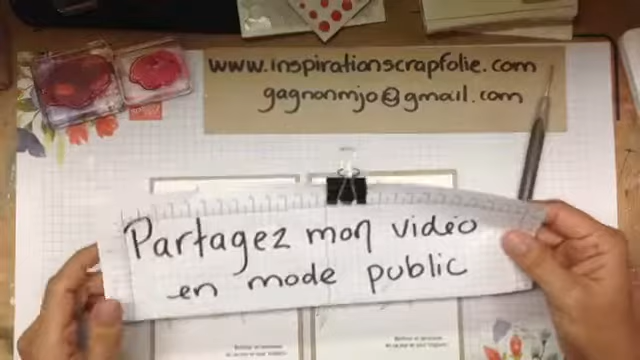 www.inspirationscrapfolie.com
gagnonmjo@gmail.com
Partagez mon vidéo
en mode public